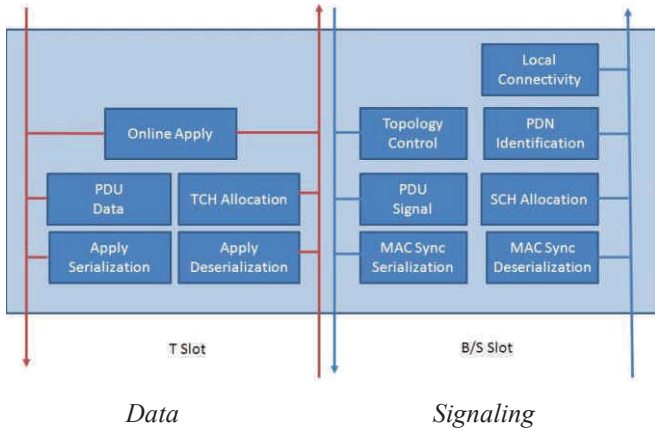 Local
Connectivity
Online Apply
Topology
Control
PDN
Identification
PDU
Data
TCH Allocation
PDU
Signal
SCH Allocation
Apply
Serialization
Apply
Deserialization
MAC Sync
Serialization
MAC Sync
Deserialization
T Slot
B/S Slot
Data
Signaling